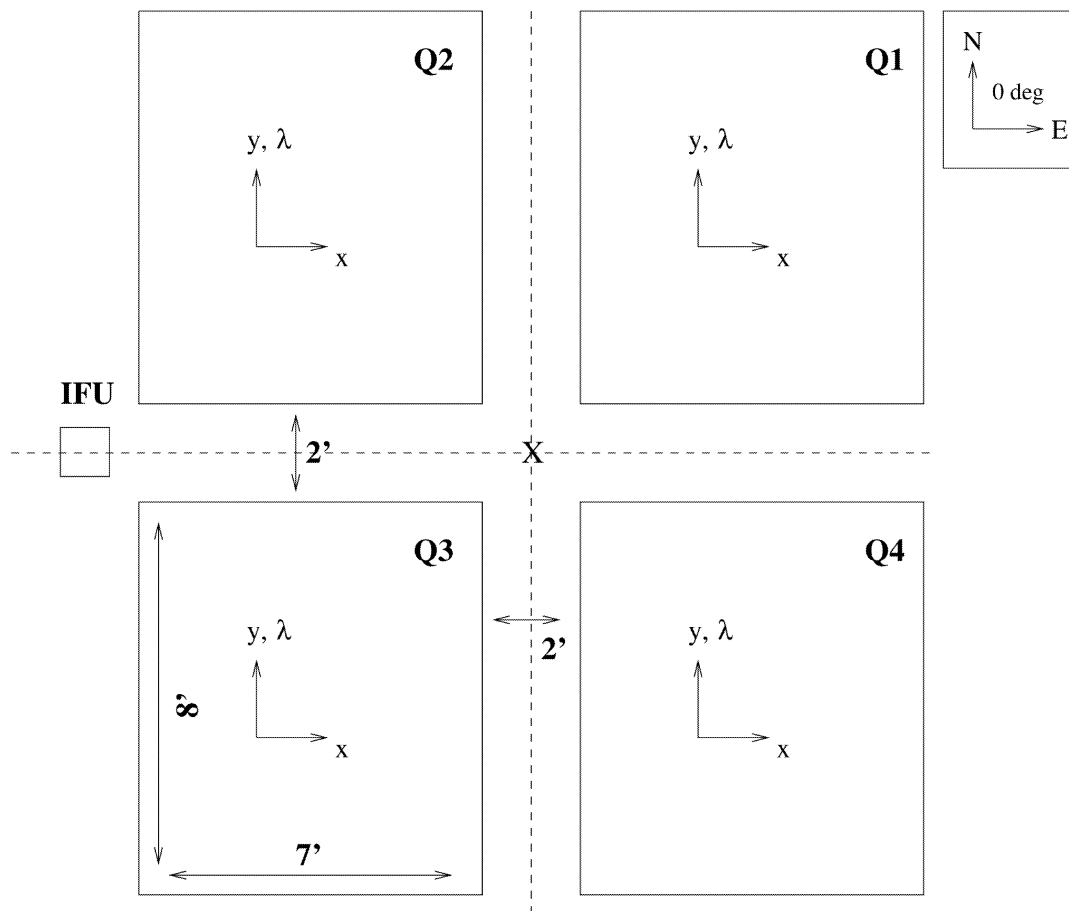 Q2
Q1
N
0 deg
E
y, λ
x
y, λ
x
IFU
2’
X
Q3
Q4
y, λ
x
2’
y, λ
x
8’
7’